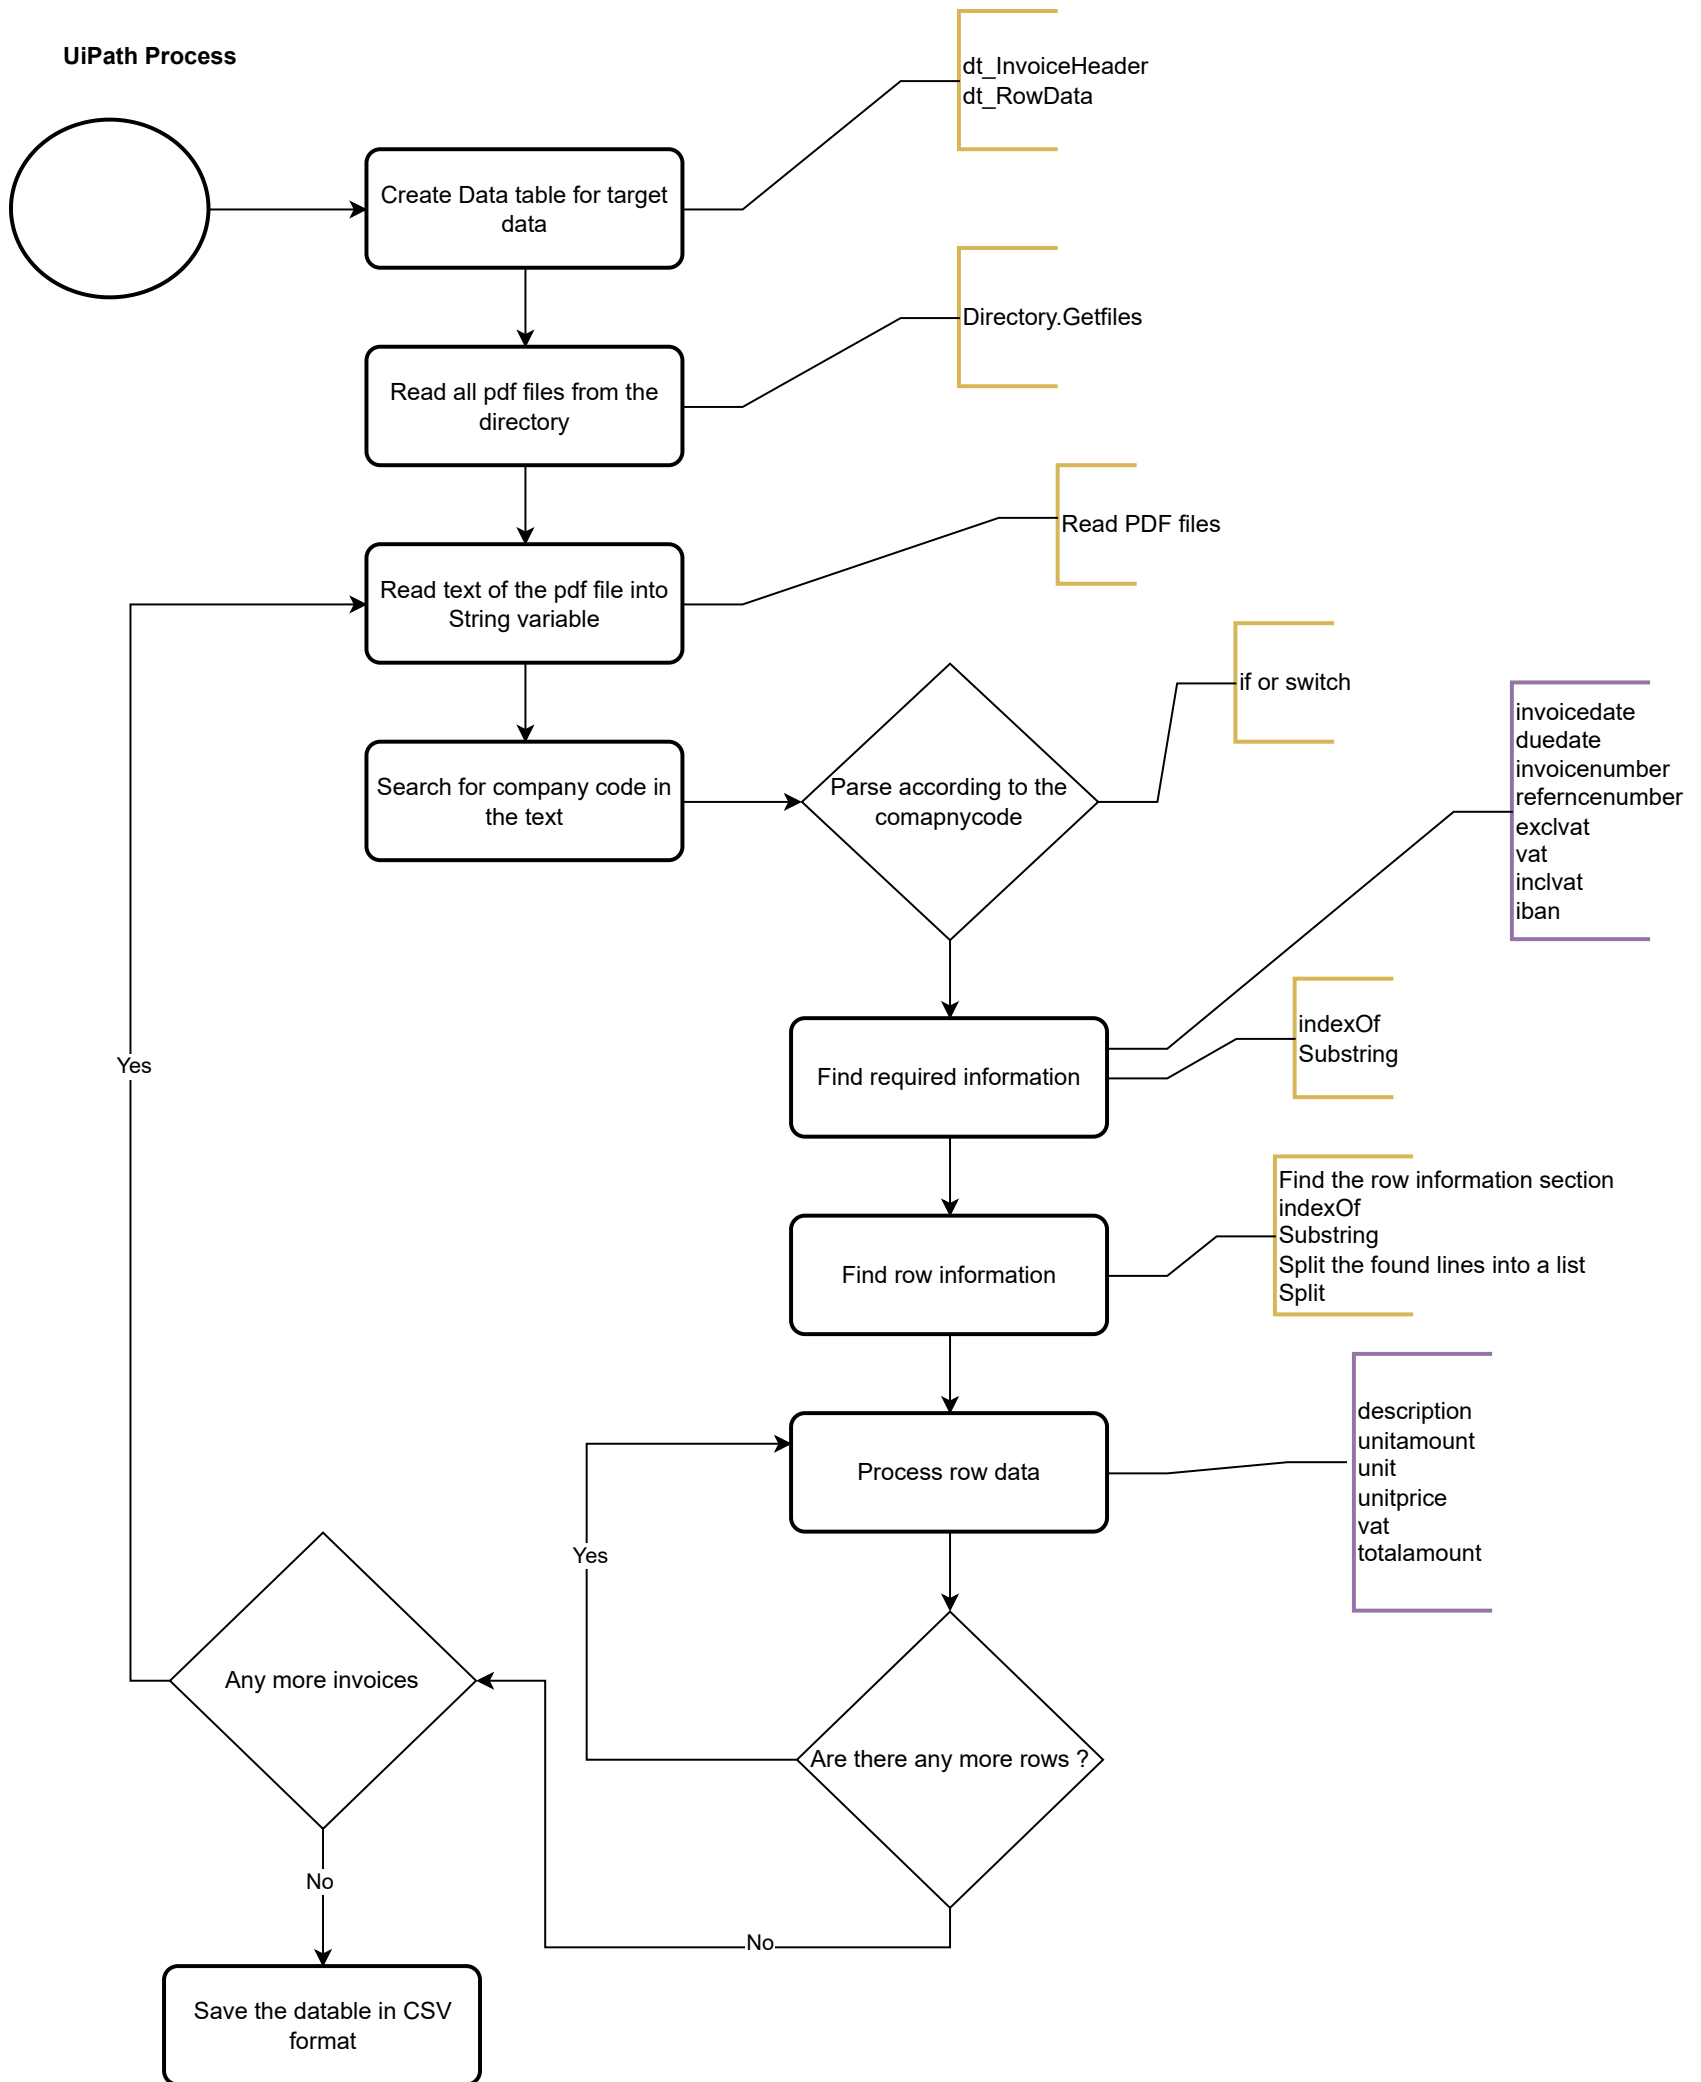 UiPath Process
dt_InvoiceHeader
dt_RowData
Create Data table for target
data
Directory.Getfiles
Read all pdf files from the
directory
Read PDF files
Read text of the pdf file into
String variable
if or switch
Search for company code in
the text
Parse according to the
comapnycode
invoicedate
duedate
invoicenumber
referncenumber
exclvat
vat
inclvat
iban
indexOf
Substring
Find required information
Yes
Find the row information section
indexOf
Substring
Split the found lines into a list
Split
Find row information
description
unitamount
unit
unitprice
vat
totalamount
Process row data
Yes
Any more invoices
Are there any more rows ?
No
No
Save the datable in CSV
format